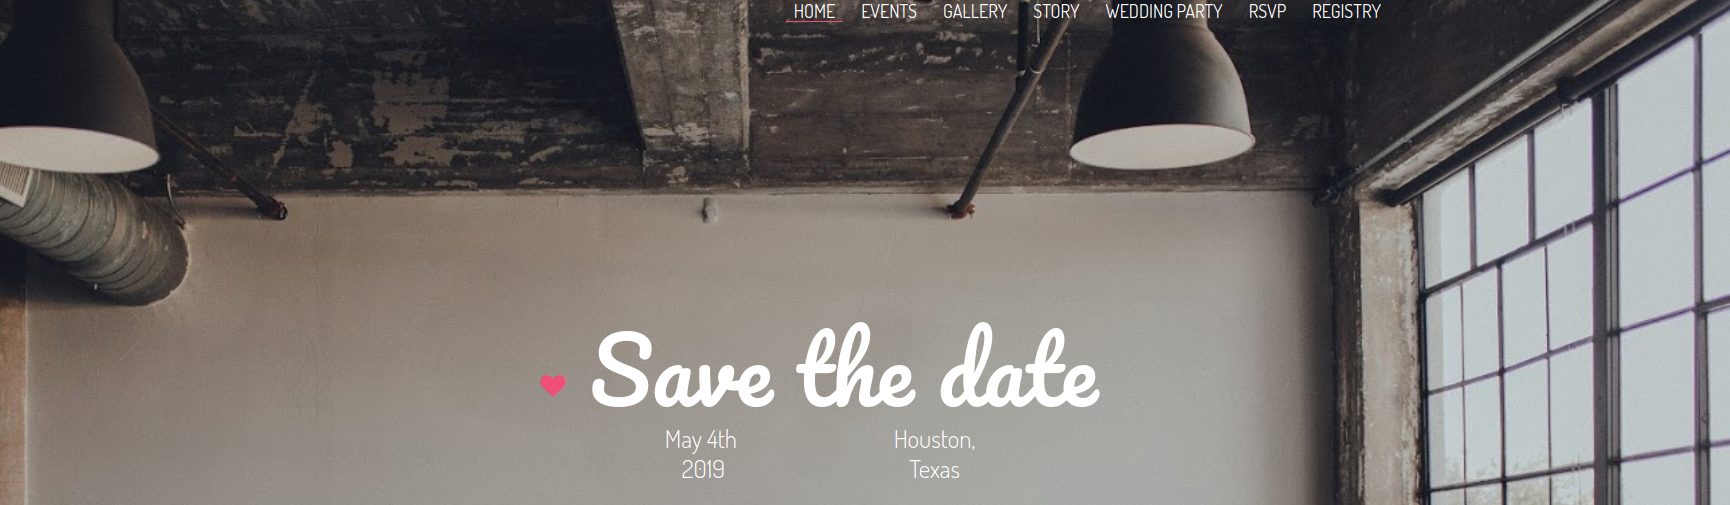 HOME EVENTS GALLERY STORY WEDDING PARTY RSVP REGISTRY
Save the date
May 4th
2019
Houston,
Texas